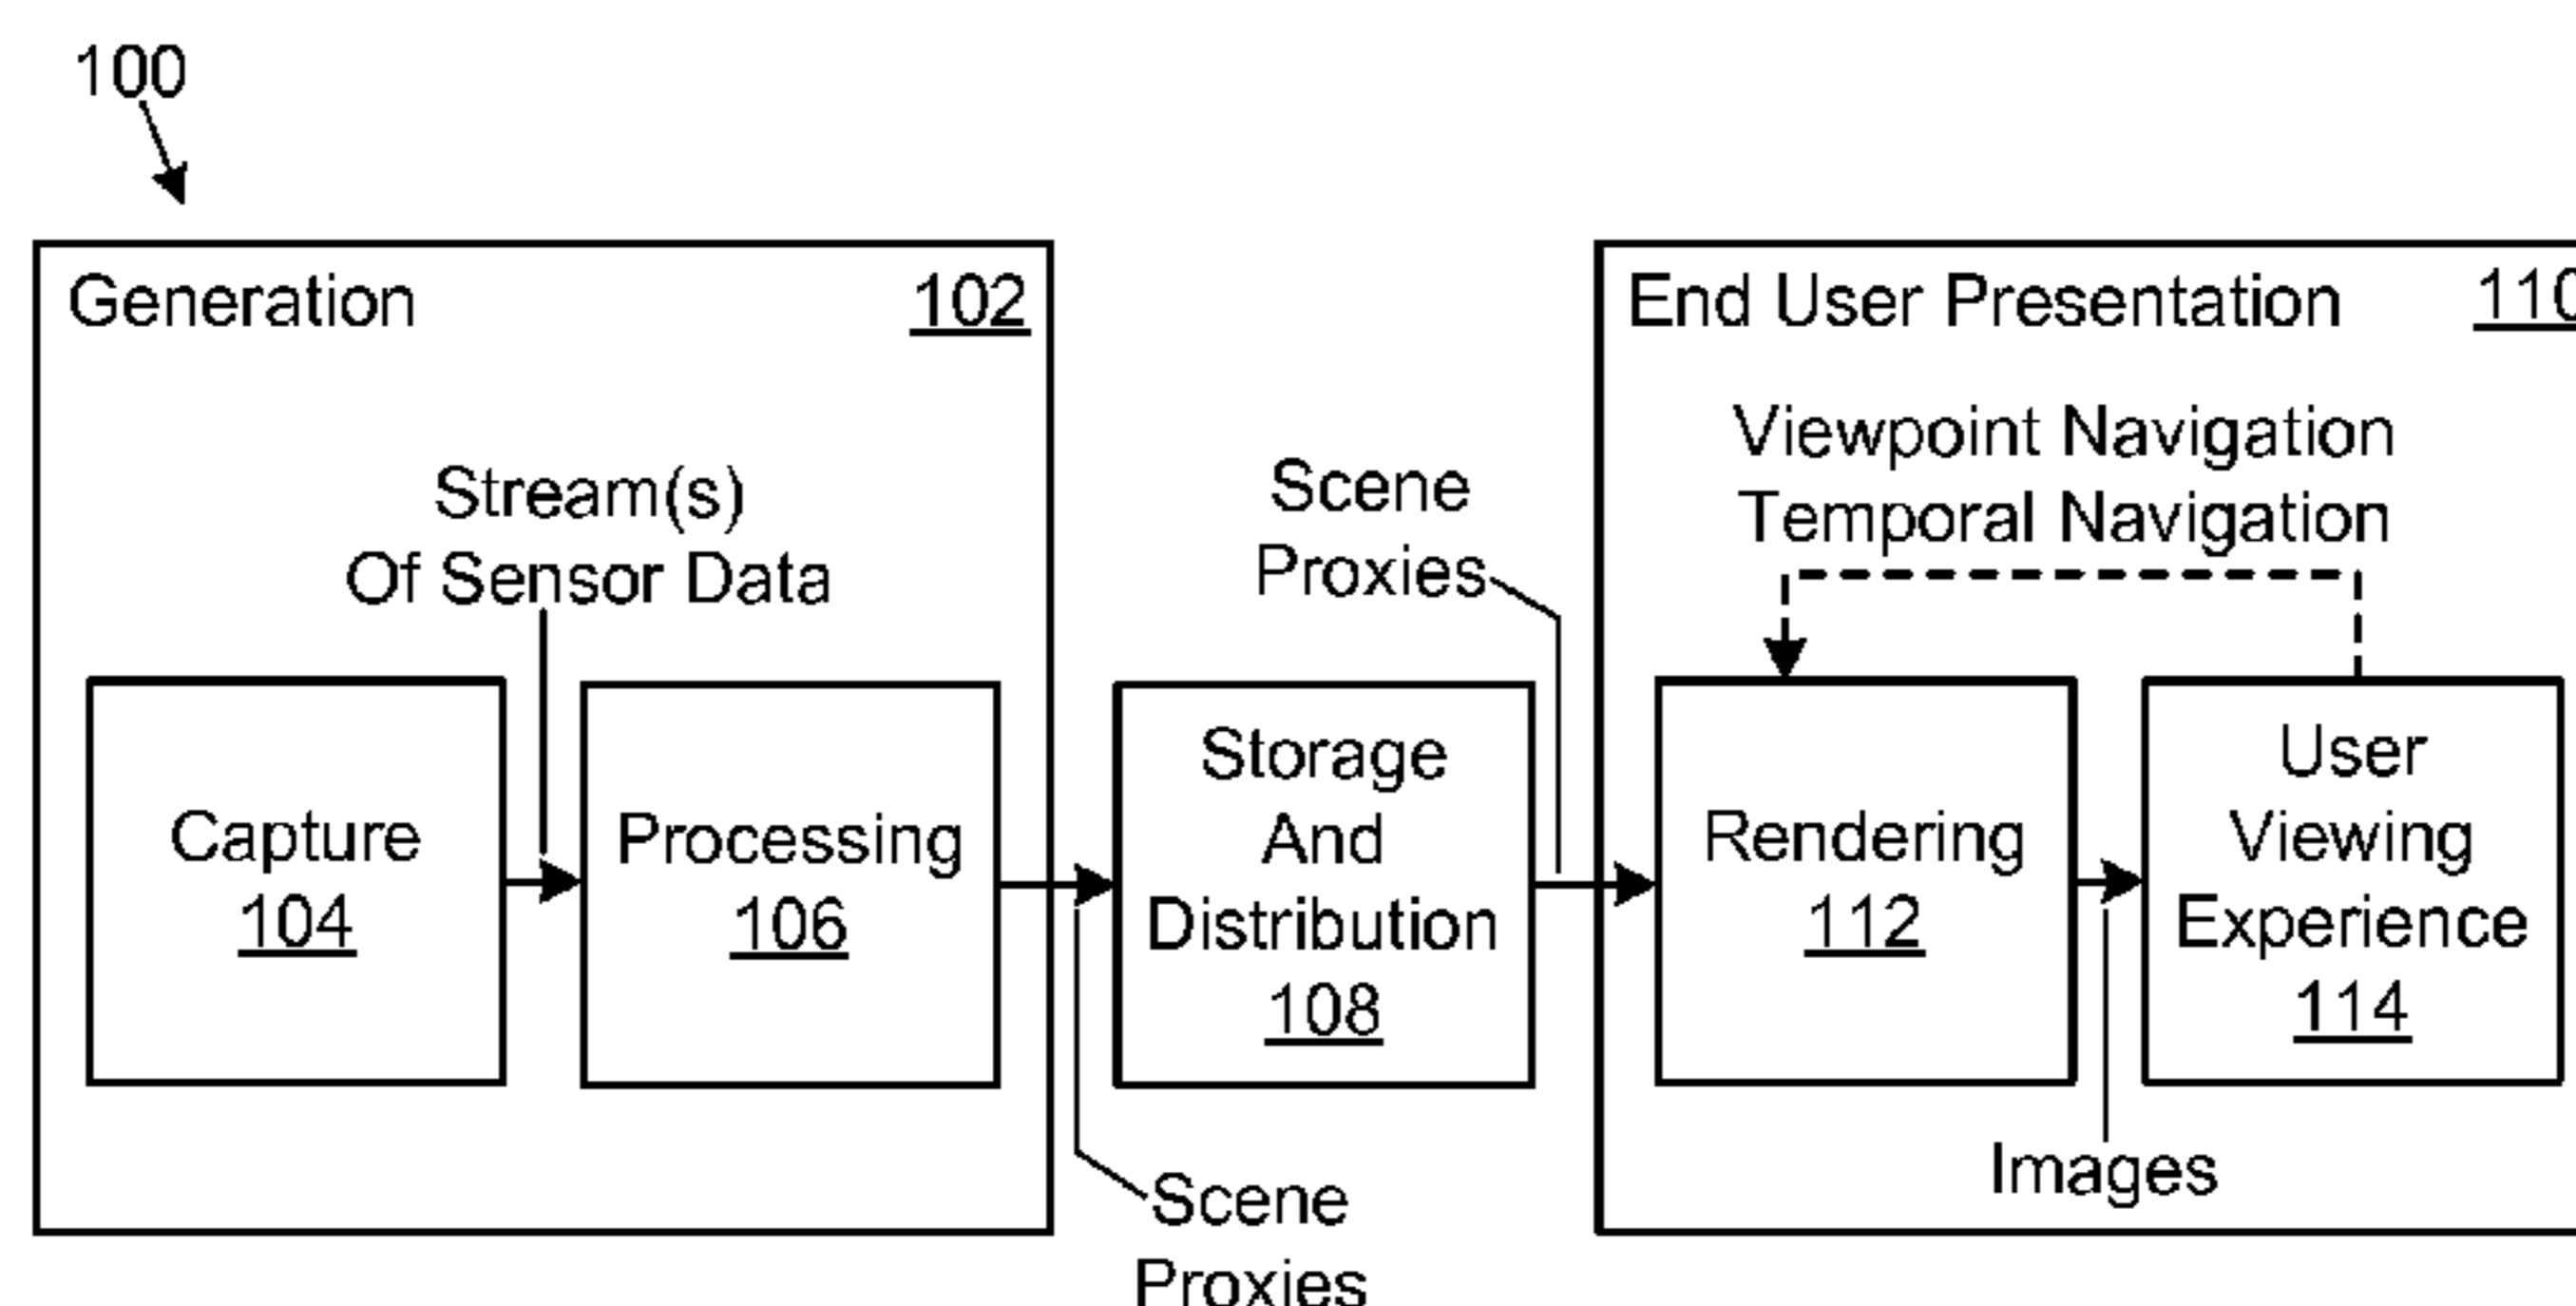 100
Generation
102
Stream(s)
Of Sensor Data
Capture
104
Processing
106
Scene
Proxies
Storage
And
Distribution
108
Scene
Proxies
End User Presentation
110
Viewpoint Navigation
Temporal Navigation
Rendering
112
Images
User
Viewing
Experience
114